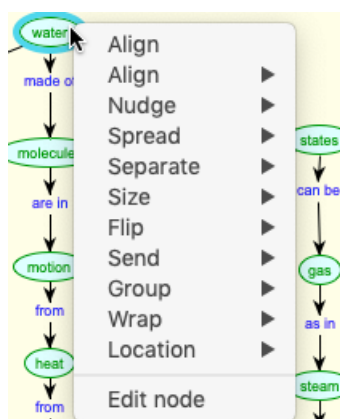 water
made of
molecule
are in
motion
from
heat
from
Align
Align
Nudge
Spread
Separate
Size
Flip
Send
Group
Wrap
Location
Edit node
states
can be
gas
as in
steam